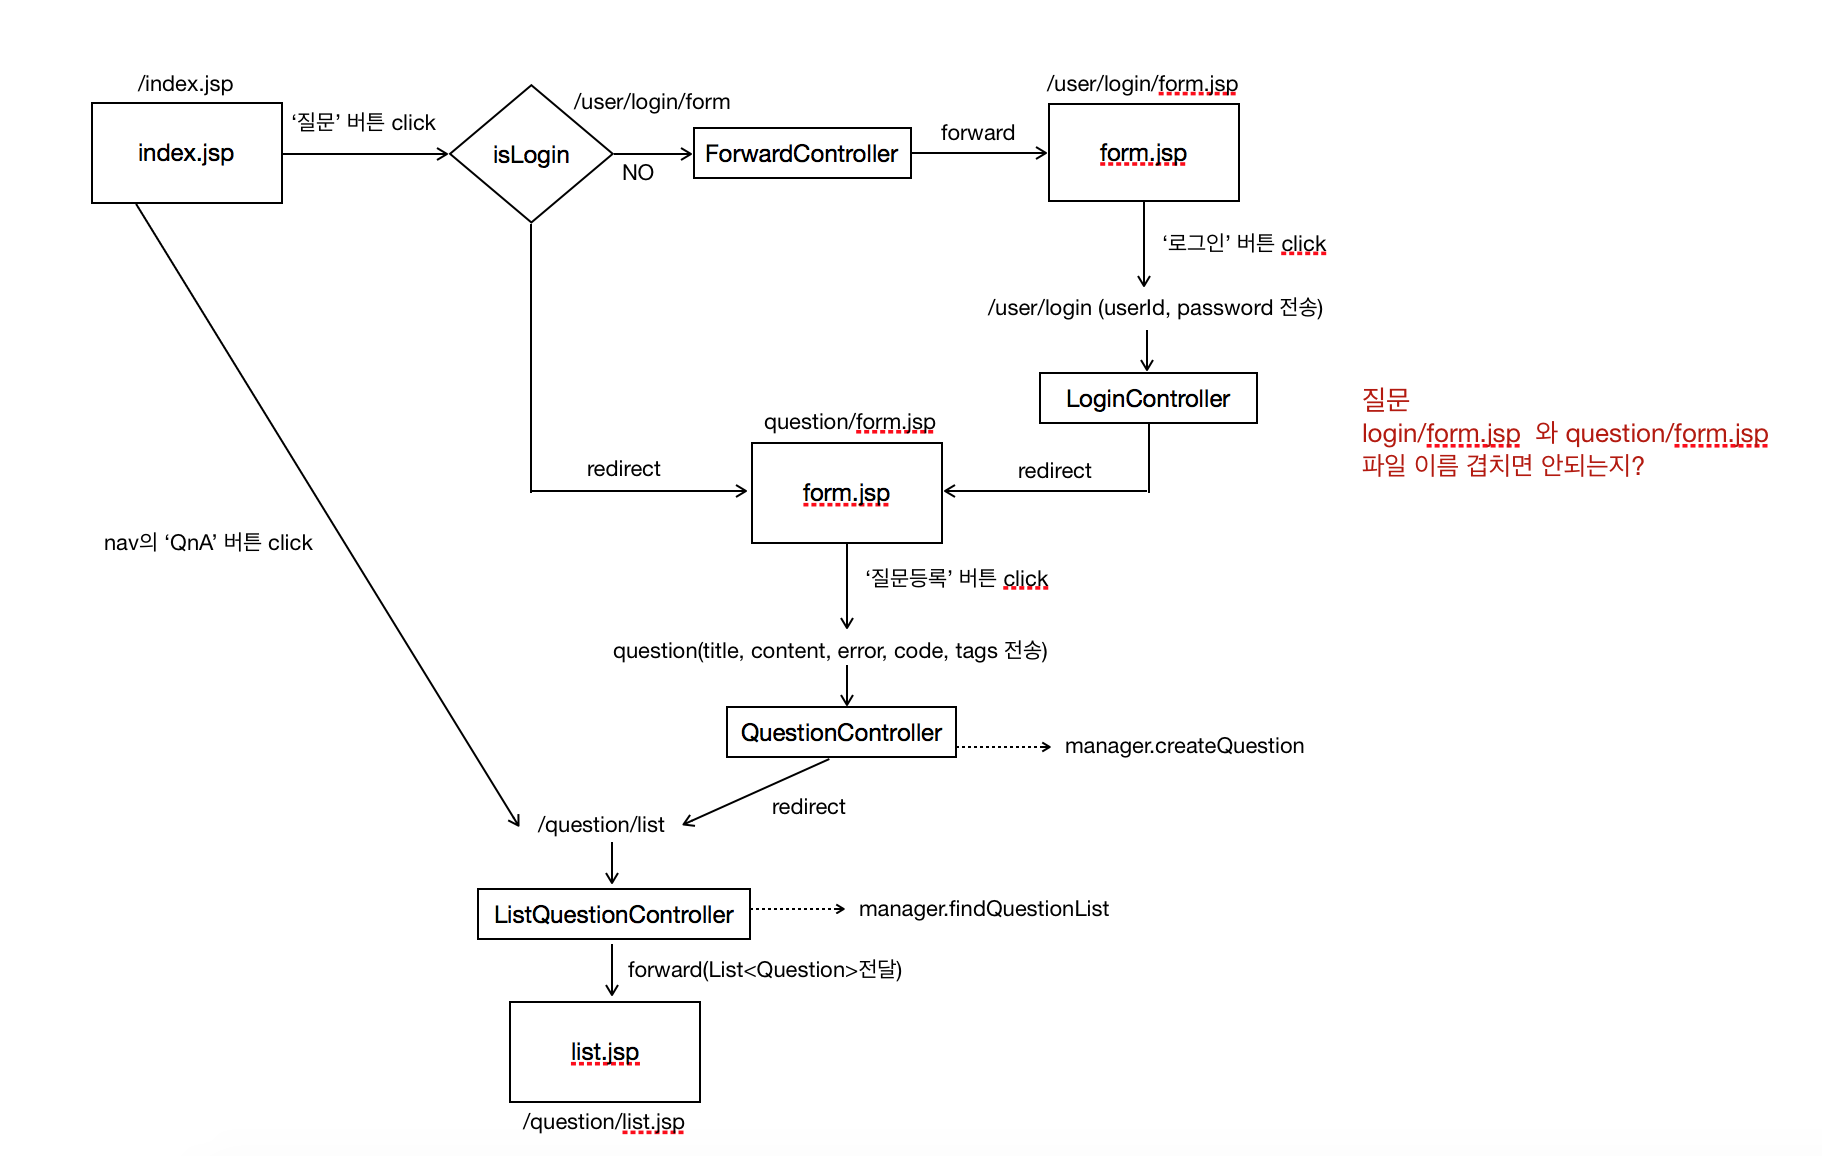 /index.jsp
index.jsp
‘질문’ 버튼 click
isLogin
/user/login/form
NO
ForwardController
forward
/user/login/form.jsp
form.jsp
‘로그인’ 버튼 click
/user/login (userId, password 전송)
LoginController
redirect
질문
login/form.jsp 와 question/form.jsp
파일 이름 겹치면 안되는지?
question/form.jsp
redirect
form.jsp
nav의 ‘QnA’ 버튼 click
‘질문등록’ 버튼 click
question(title, content, error, code, tags 전송)
QuestionController
manager.createQuestion
redirect
/question/list
ListQuestionController
manager.findQuestionList
forward(List<Question>전달)
list.jsp
/question/list.jsp